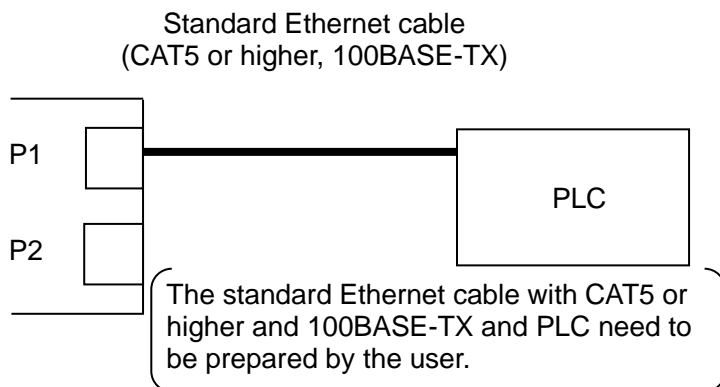 Standard Ethernet cable
(CAT5 or higher, 100BASE-TX)
P1
PLC
P2
The standard Ethernet cable with CAT5 or
higher and 100BASE-TX and PLC need to
be prepared by the user.